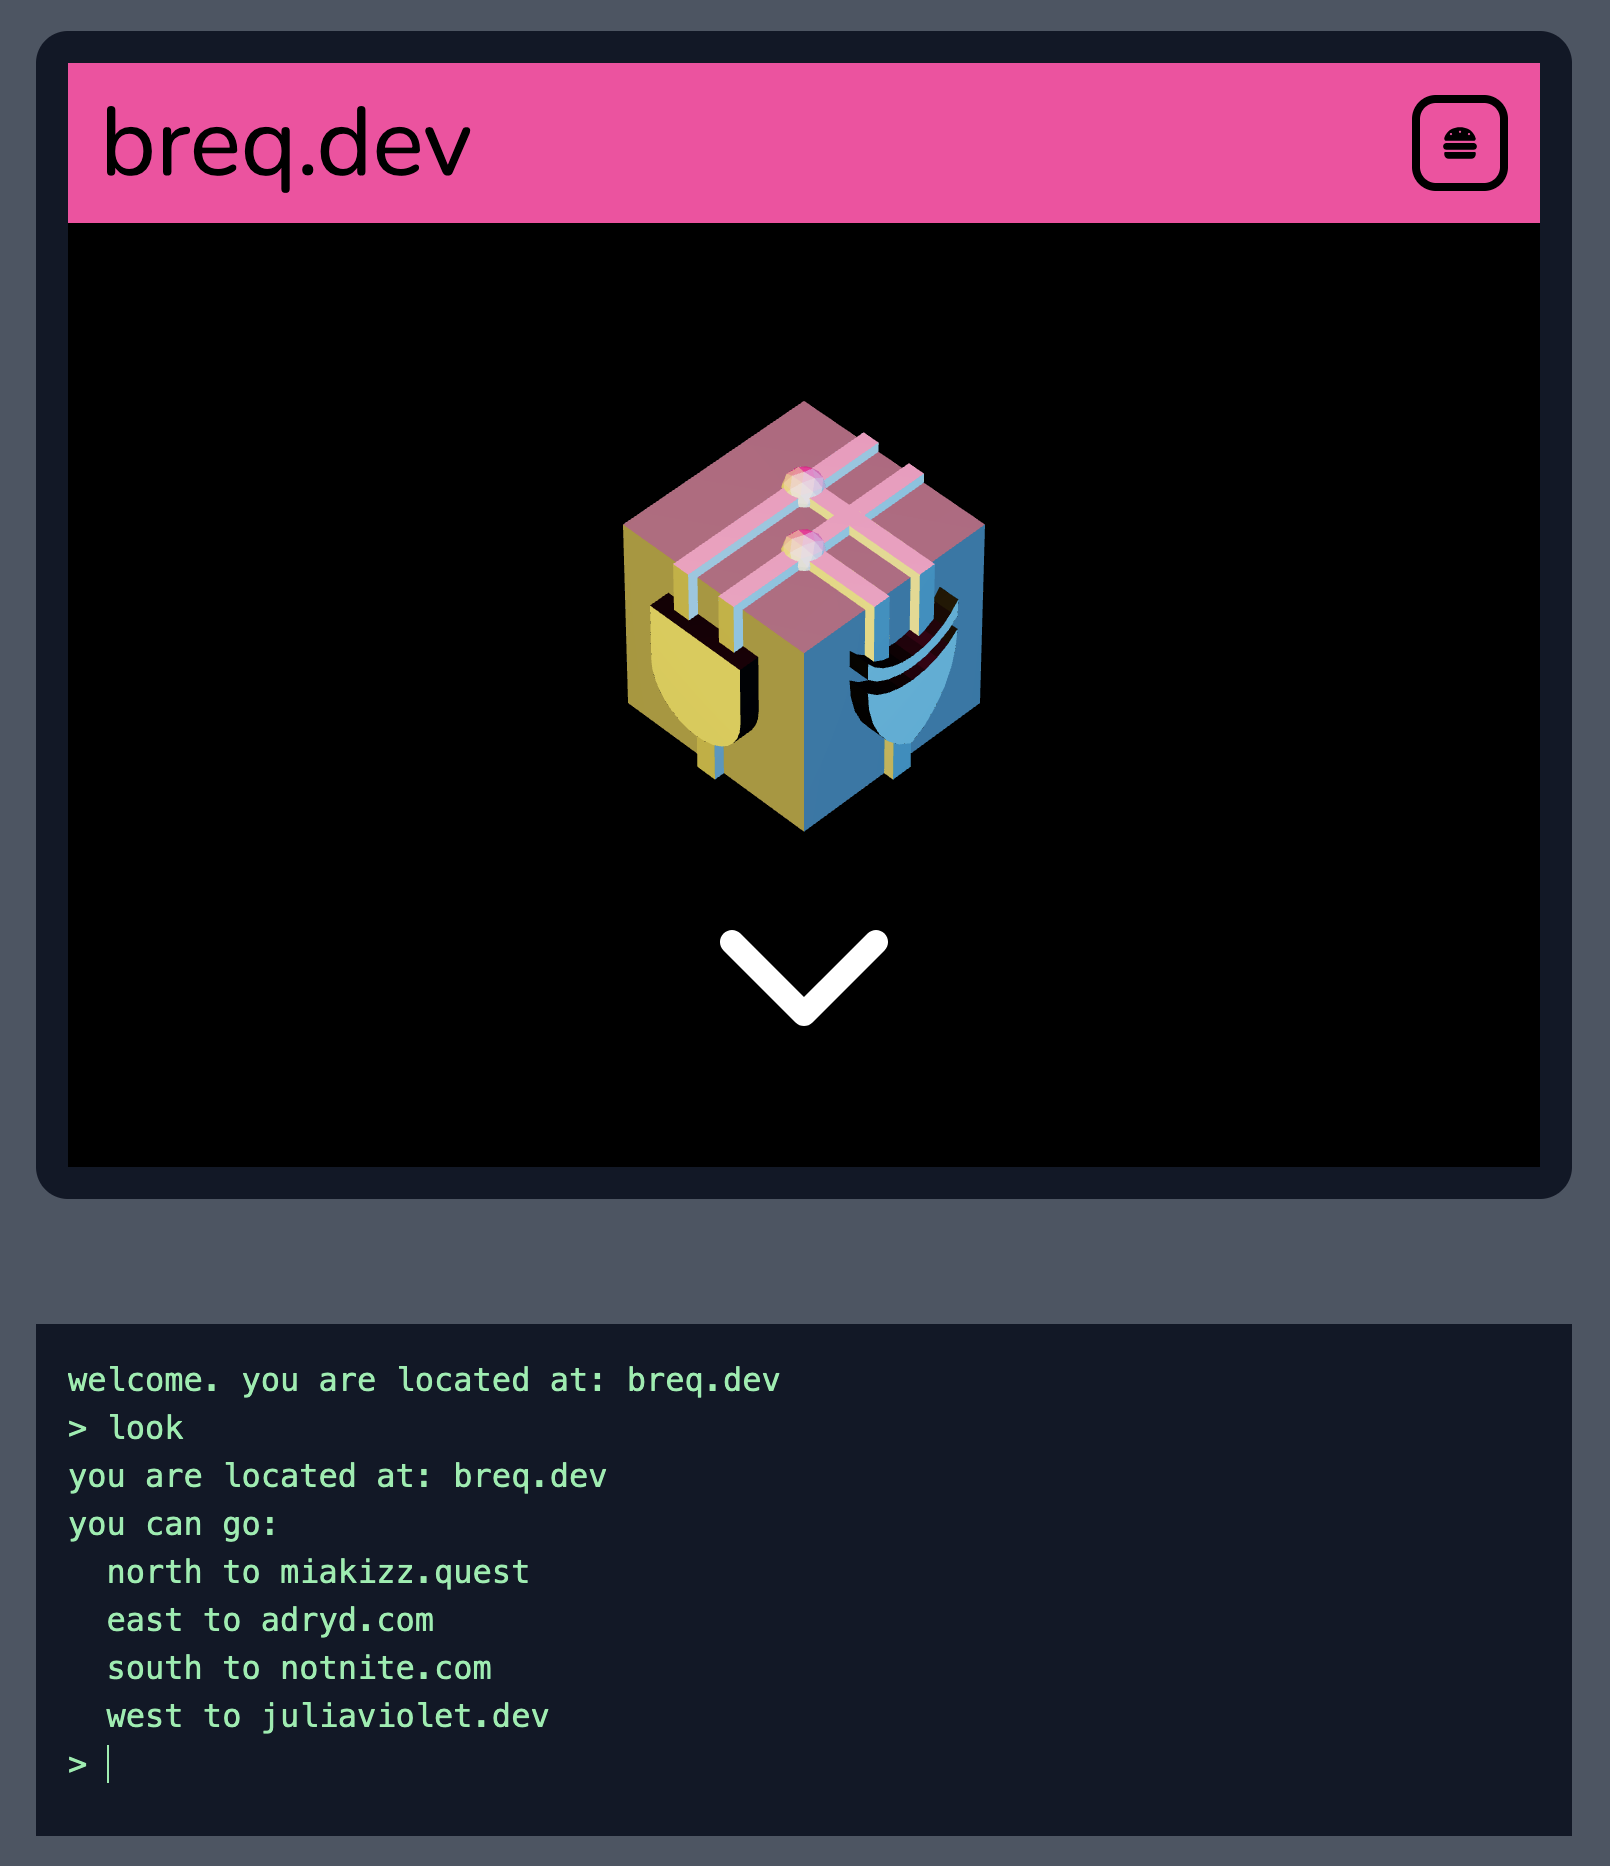 breq.dev
welcome. you are located at: breq.dev
> look
you are located at: breq.dev
you can go:
  north to miakizz.quest
  east to adryd.com
  south to notnite.com
  west to juliaviolet.dev
>